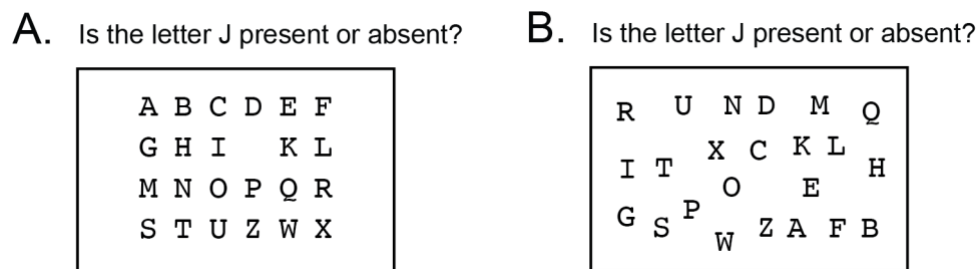 A. Is the letter J present or absent?
A B C D E F
G H I K L
M N O P Q R
S T U Z W X
B. Is the letter J present or absent?
R U N D M Q
I T X C K L H
O E
G S P W Z A F B